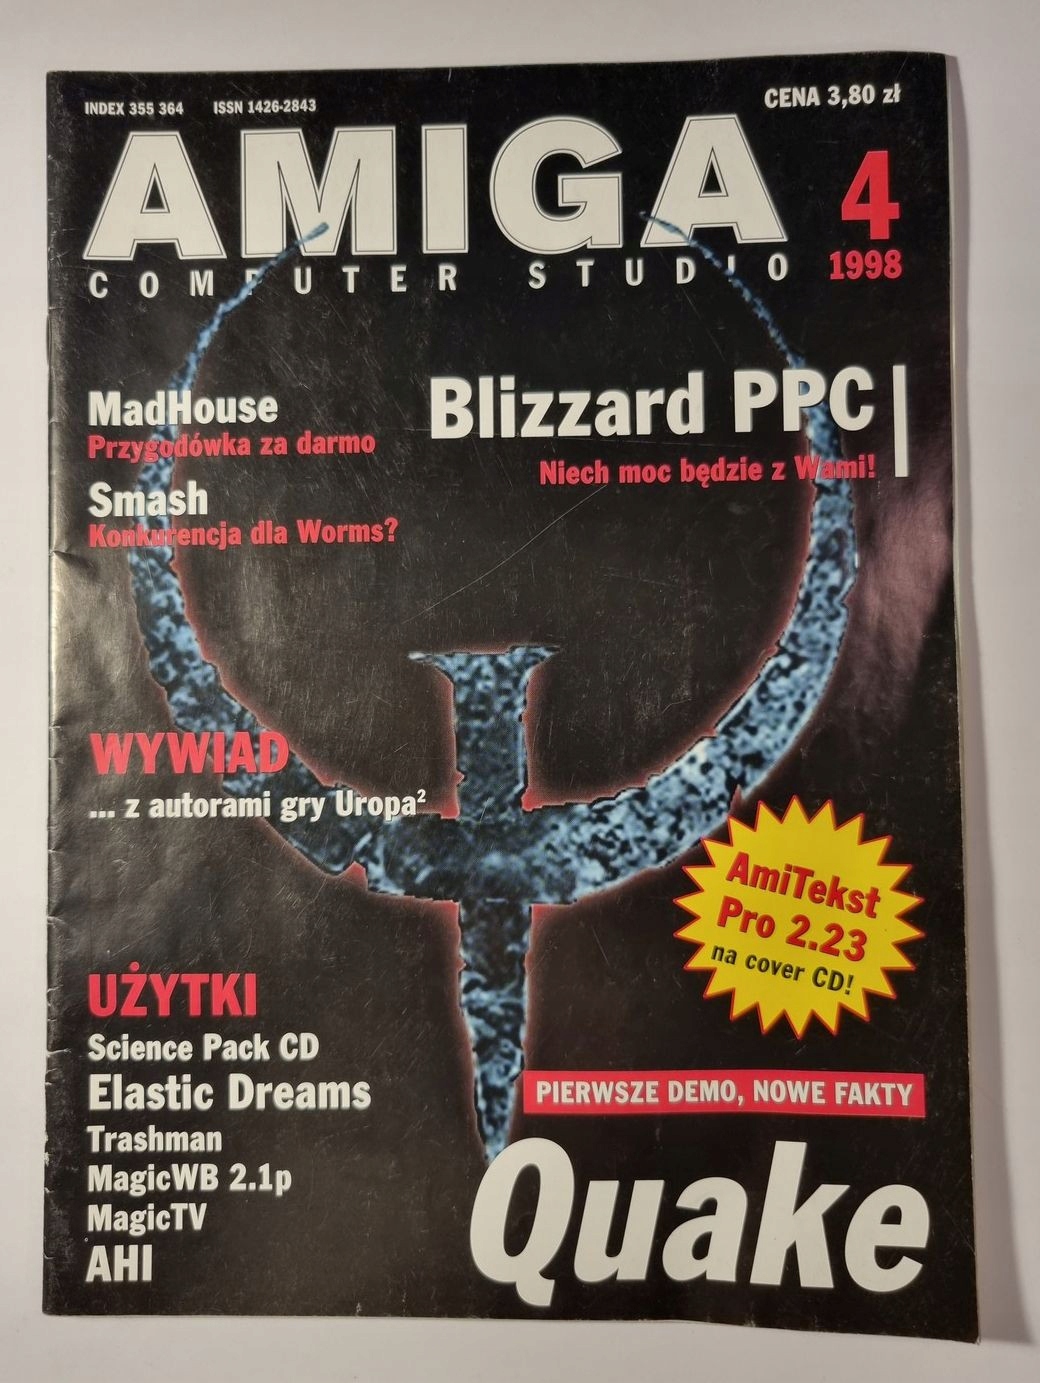 INDEX 355 364 ISSN 1426-2843
CENA 3,80 zł
AMIGA
COMPUTER STUDIO
4
1998
MadHouse
Przygodówka za darmo
Smash
Konkurencja dla Worms?
Blizzard PPC
Niech moc będzie z Wami!
WYWIAD
... z autorami gry Uropa²
AmiTekst
Pro 2.23
na cover CD!
UŻYTKI
Science Pack CD
Elastic Dreams
Trashman
MagicWB 2.1p
MagicTV
AHI
PIERWSZE DEMO, NOWE FAKTY
Quake